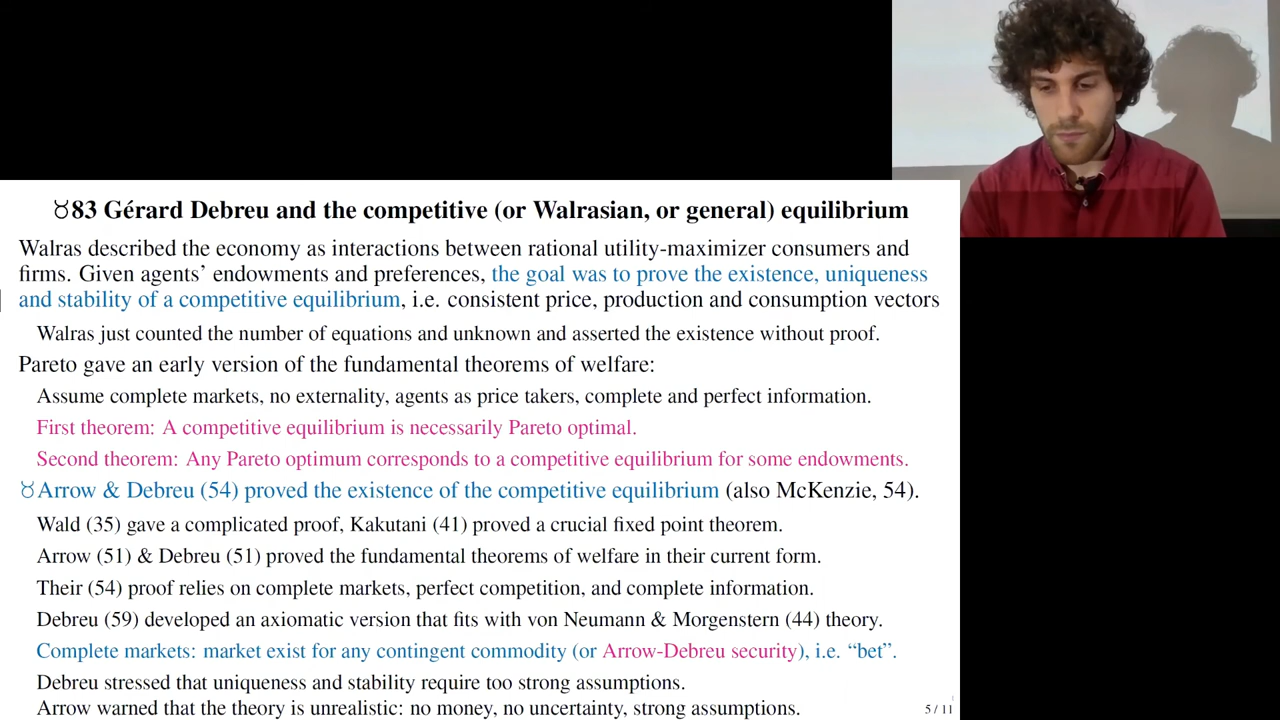 ♉83 Gérard Debreu and the competitive (or Walrasian, or general) equilibrium
Walras described the economy as interactions between rational utility-maximizer consumers and
firms. Given agents’ endowments and preferences, the goal was to prove the existence, uniqueness
and stability of a competitive equilibrium, i.e. consistent price, production and consumption vectors
Walras just counted the number of equations and unknown and asserted the existence without proof.
Pareto gave an early version of the fundamental theorems of welfare:
Assume complete markets, no externality, agents as price takers, complete and perfect information.
First theorem: A competitive equilibrium is necessarily Pareto optimal.
Second theorem: Any Pareto optimum corresponds to a competitive equilibrium for some endowments.
♉Arrow & Debreu (54) proved the existence of the competitive equilibrium (also McKenzie, 54).
Wald (35) gave a complicated proof, Kakutani (41) proved a crucial fixed point theorem.
Arrow (51) & Debreu (51) proved the fundamental theorems of welfare in their current form.
Their (54) proof relies on complete markets, perfect competition, and complete information.
Debreu (59) developed an axiomatic version that fits with von Neumann & Morgenstern (44) theory.
Complete markets: market exist for any contingent commodity (or Arrow-Debreu security), i.e. “bet”.
Debreu stressed that uniqueness and stability require too strong assumptions.
Arrow warned that the theory is unrealistic: no money, no uncertainty, strong assumptions.
5 / 11